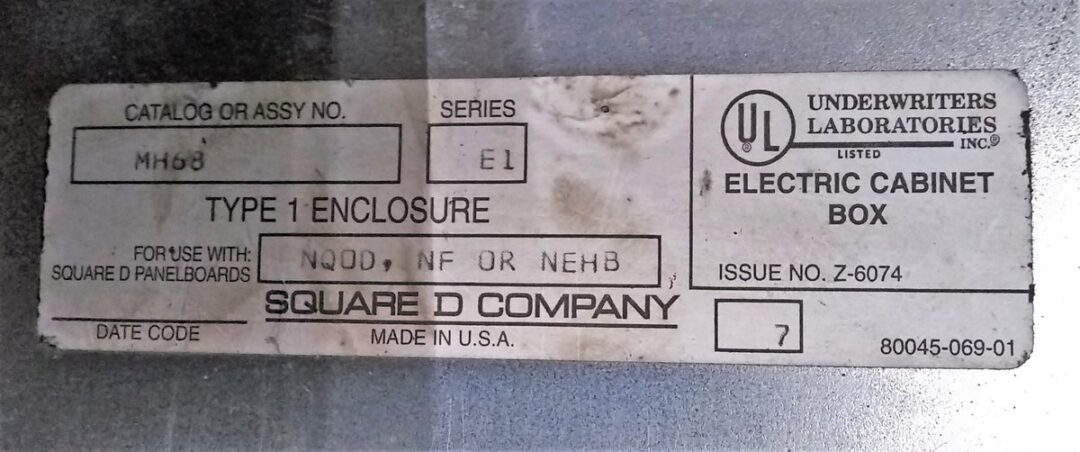 CATALOG OR ASSY NO.
SERIES
MH68
E1
TYPE 1 ENCLOSURE
FOR USE WITH:
SQUARE D PANELBOARDS
NQOD, NF OR NEHB
SQUARE D COMPANY
DATE CODE
MADE IN U.S.A.
UL ®
UNDERWRITERS
LABORATORIES
INC.®
LISTED
ELECTRIC CABINET
BOX
ISSUE NO. Z-6074
7
80045-069-01